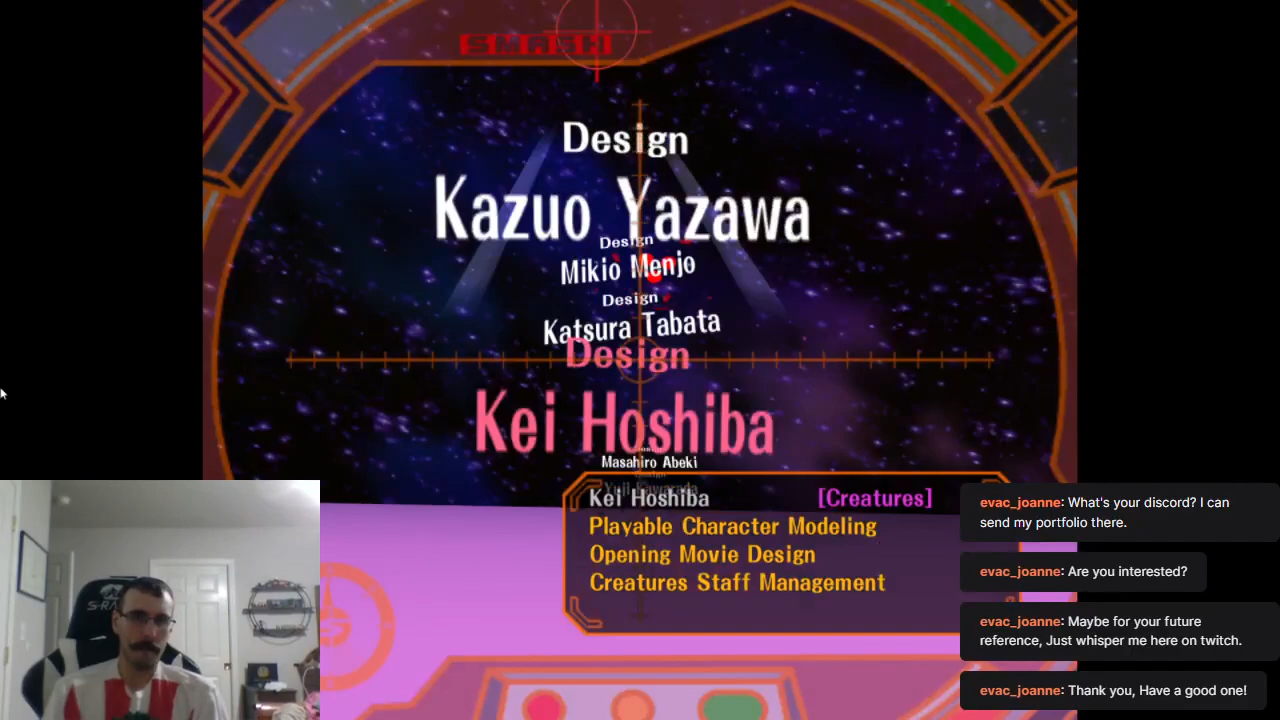 SMASH
Design
Kazuo Yazawa
Design
Mikio Menjo
Design
Katsura Tabata
Design
Kei Hoshiba
Masahiro Abeki
Kei Hoshiba [Creatures]
Playable Character Modeling
Opening Movie Design
Creatures Staff Management
evac_joanne: What's your discord? I can
send my portfolio there.
evac_joanne: Are you interested?
evac_joanne: Maybe for your future
reference, Just whisper me here on twitch.
evac_joanne: Thank you, Have a good one!